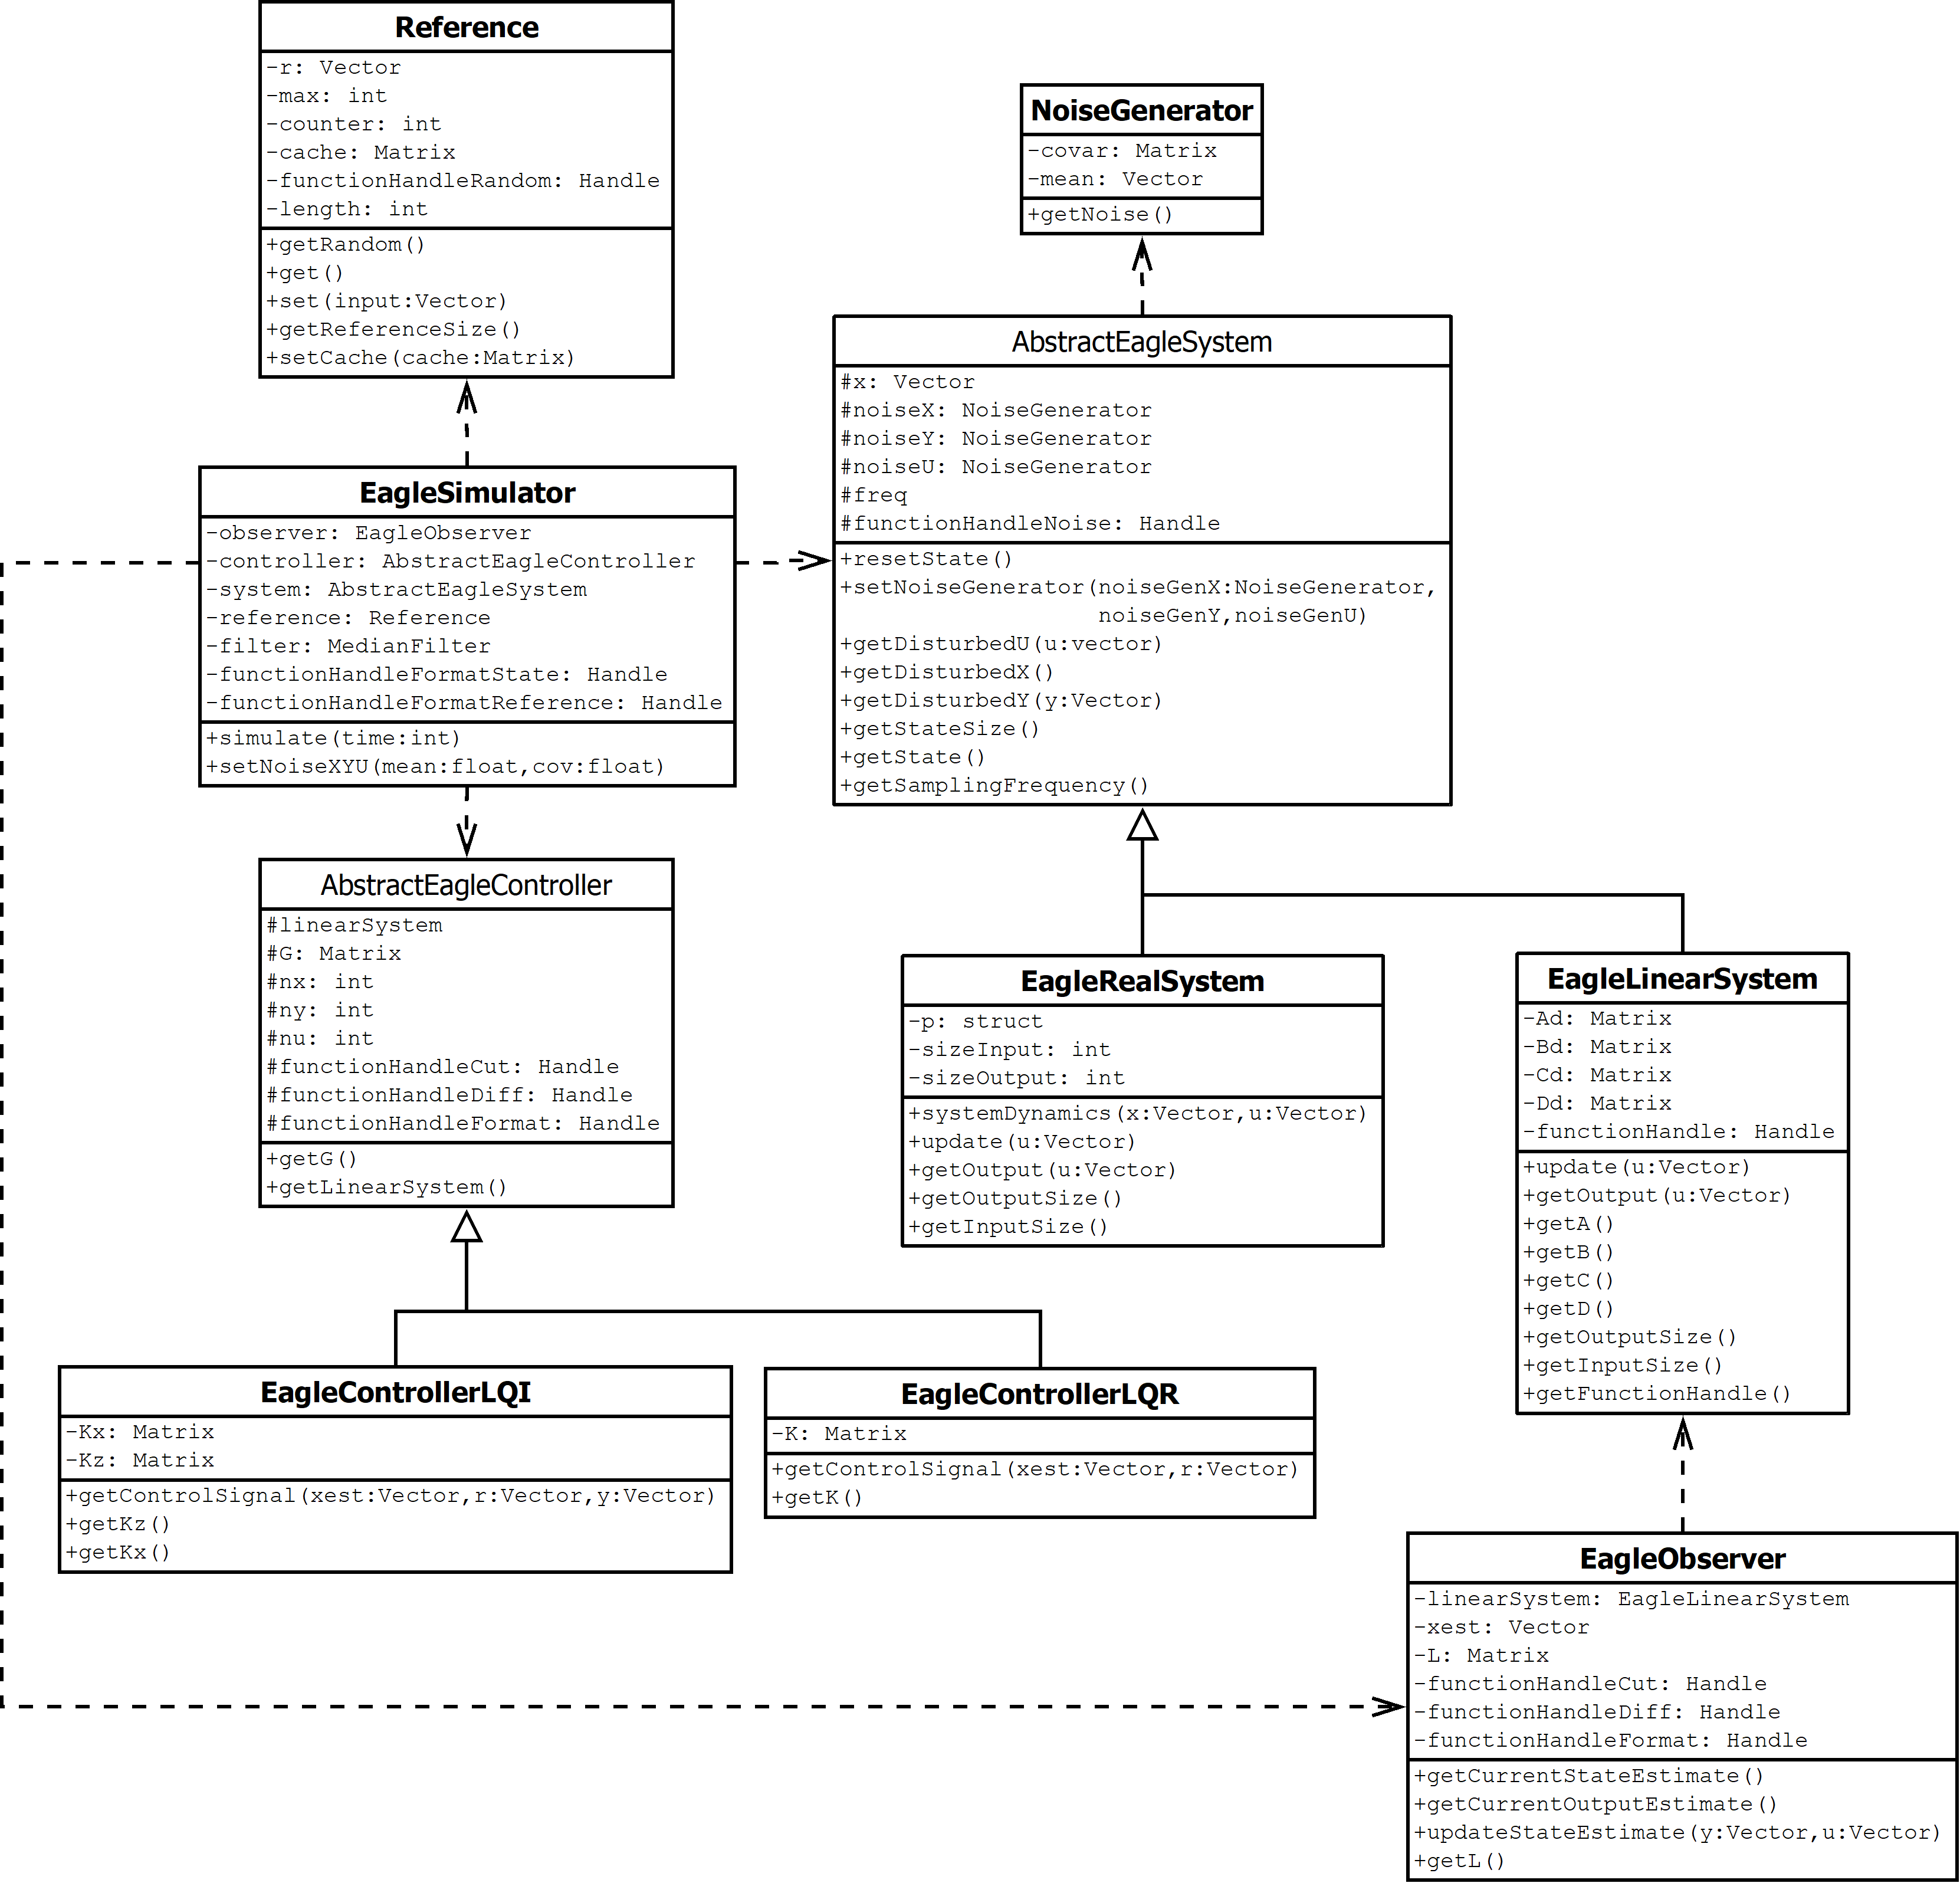 Reference
-r: Vector
-max: int
-counter: int
-cache: Matrix
-functionHandleRandom: Handle
-length: int
+getRandom()
+get()
+set(input:Vector)
+getReferenceSize()
+setCache(cache:Matrix)
NoiseGenerator
-covar: Matrix
-mean: Vector
+getNoise()
AbstractEagleSystem
#x: Vector
#noiseX: NoiseGenerator
#noiseY: NoiseGenerator
#noiseU: NoiseGenerator
#freq
#functionHandleNoise: Handle
+resetState()
+setNoiseGenerator(noiseGenX:NoiseGenerator,
noiseGenY,noiseGenU)
+getDisturbedU(u:vector)
+getDisturbedX()
+getDisturbedY(y:Vector)
+getStateSize()
+getState()
+getSamplingFrequency()
EagleSimulator
-observer: EagleObserver
-controller: AbstractEagleController
-system: AbstractEagleSystem
-reference: Reference
-filter: MedianFilter
-functionHandleFormatState: Handle
-functionHandleFormatReference: Handle
+simulate(time:int)
+setNoiseXYU(mean:float,cov:float)
AbstractEagleController
#linearSystem
#G: Matrix
#nx: int
#ny: int
#nu: int
#functionHandleCut: Handle
#functionHandleDiff: Handle
#functionHandleFormat: Handle
+getG()
+getLinearSystem()
EagleRealSystem
-p: struct
-sizeInput: int
-sizeOutput: int
+systemDynamics(x:Vector,u:Vector)
+update(u:Vector)
+getOutput(u:Vector)
+getOutputSize()
+getInputSize()
EagleLinearSystem
-Ad: Matrix
-Bd: Matrix
-Cd: Matrix
-Dd: Matrix
-functionHandle: Handle
+update(u:Vector)
+getOutput(u:Vector)
+getA()
+getB()
+getC()
+getD()
+getOutputSize()
+getInputSize()
+getFunctionHandle()
EagleControllerLQI
-Kx: Matrix
-Kz: Matrix
+getControlSignal(xest:Vector,r:Vector,y:Vector)
+getKz()
+getKx()
EagleControllerLQR
-K: Matrix
+getControlSignal(xest:Vector,r:Vector)
+getK()
EagleObserver
-linearSystem: EagleLinearSystem
-xest: Vector
-L: Matrix
-functionHandleCut: Handle
-functionHandleDiff: Handle
-functionHandleFormat: Handle
+getCurrentStateEstimate()
+getCurrentOutputEstimate()
+updateStateEstimate(y:Vector,u:Vector)
+getL()